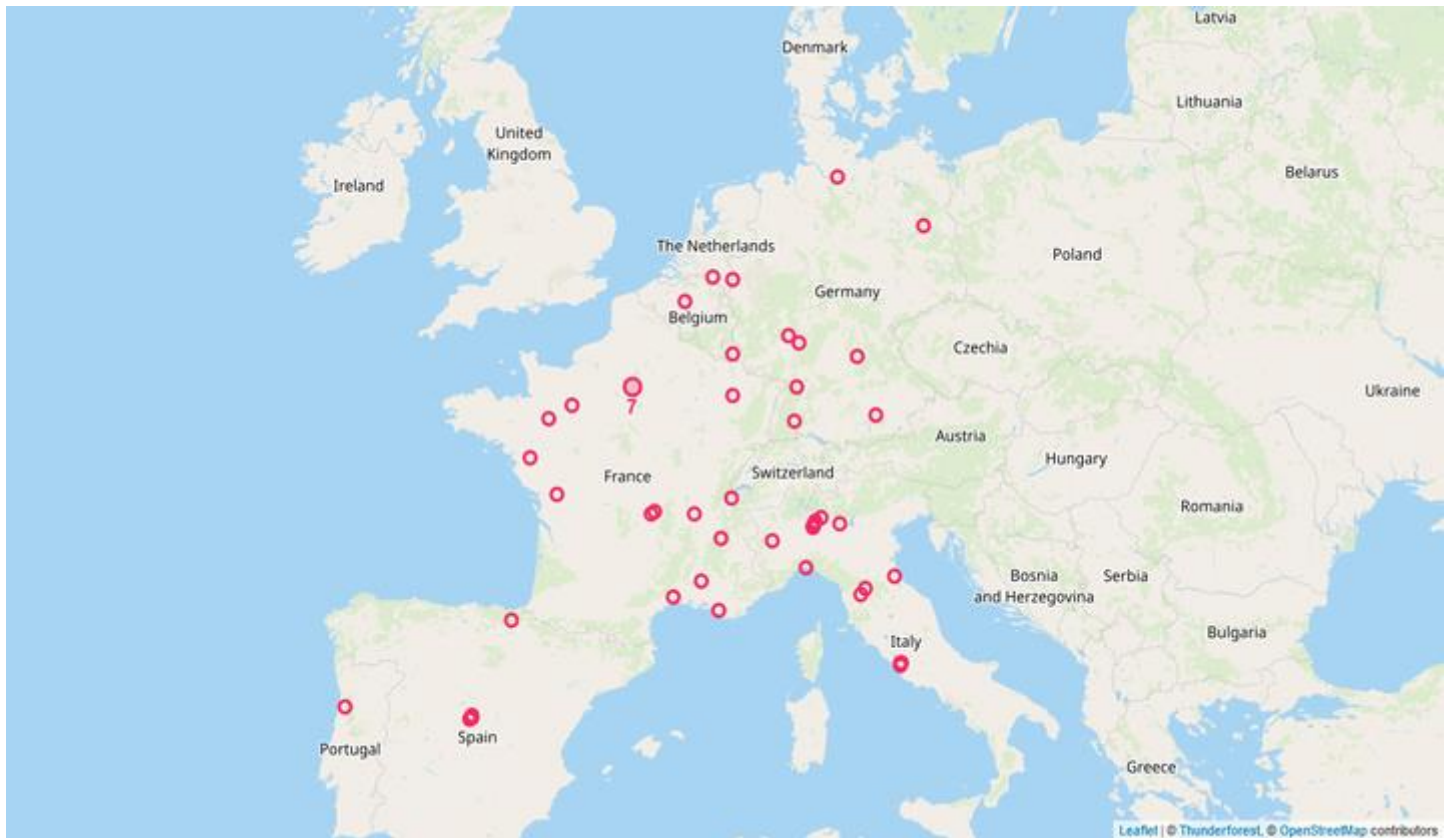 Latvia
Denmark
Lithuania
United
Kingdom
Belarus
Ireland
The Netherlands
Poland
Germany
Belgium
Czechia
Ukraine
7
Austria
Hungary
Switzerland
France
Romania
Bosnia
and Herzegovina
Serbia
Bulgaria
Italy
Spain
Portugal
Greece
Leaflet | © Thunderforest, © OpenStreetMap contributors